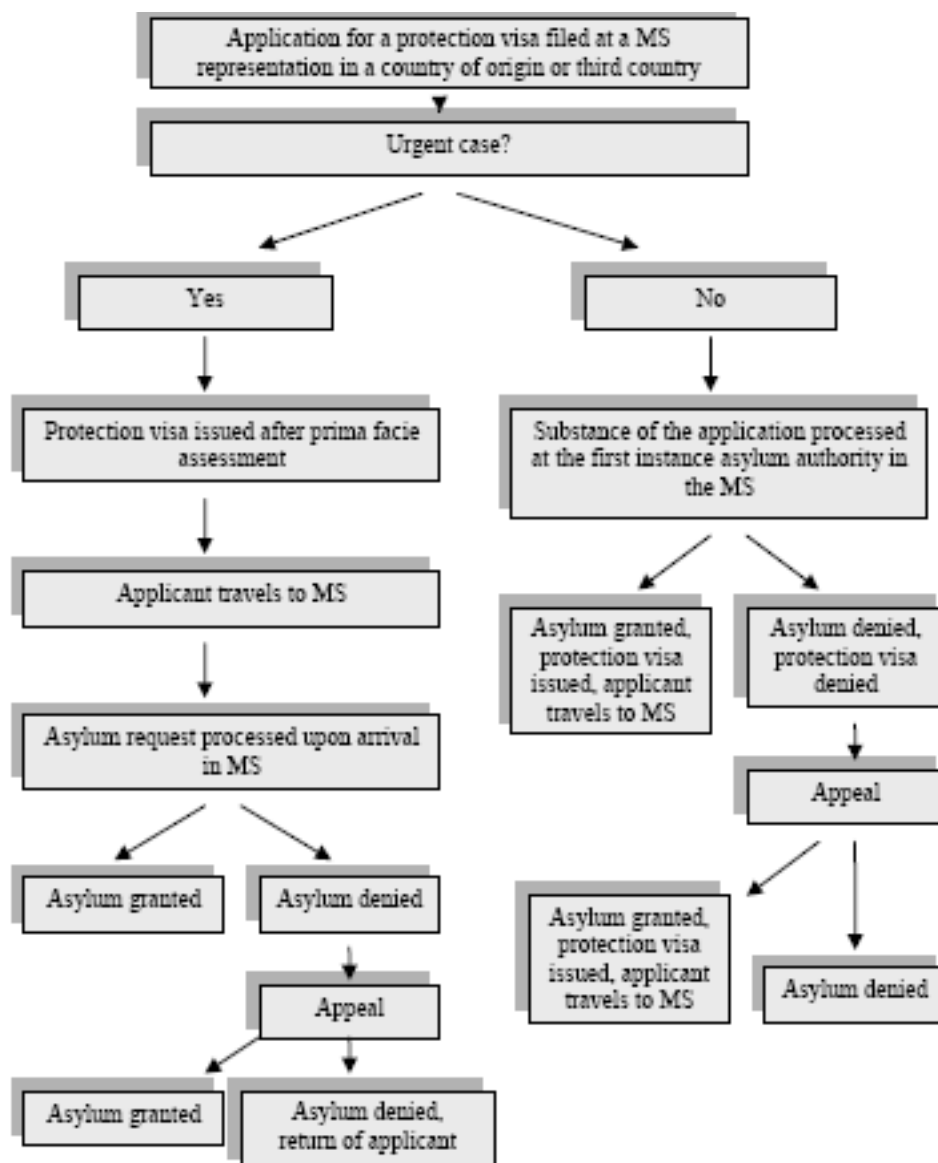 Application for a protection visa filed at a MS
representation in a country of origin or third country
Urgent case?
Yes
No
Protection visa issued after prima facie
assessment
Substance of the application processed
at the first instance asylum authority in
the MS
Applicant travels to MS
Asylum granted,
protection visa
issued, applicant
travels to MS
Asylum denied,
protection visa
denied
Asylum request processed upon arrival
in MS
Appeal
Asylum granted
Asylum denied
Asylum granted,
protection visa
issued, applicant
travels to MS
Asylum denied
Appeal
Asylum granted
Asylum denied,
return of applicant